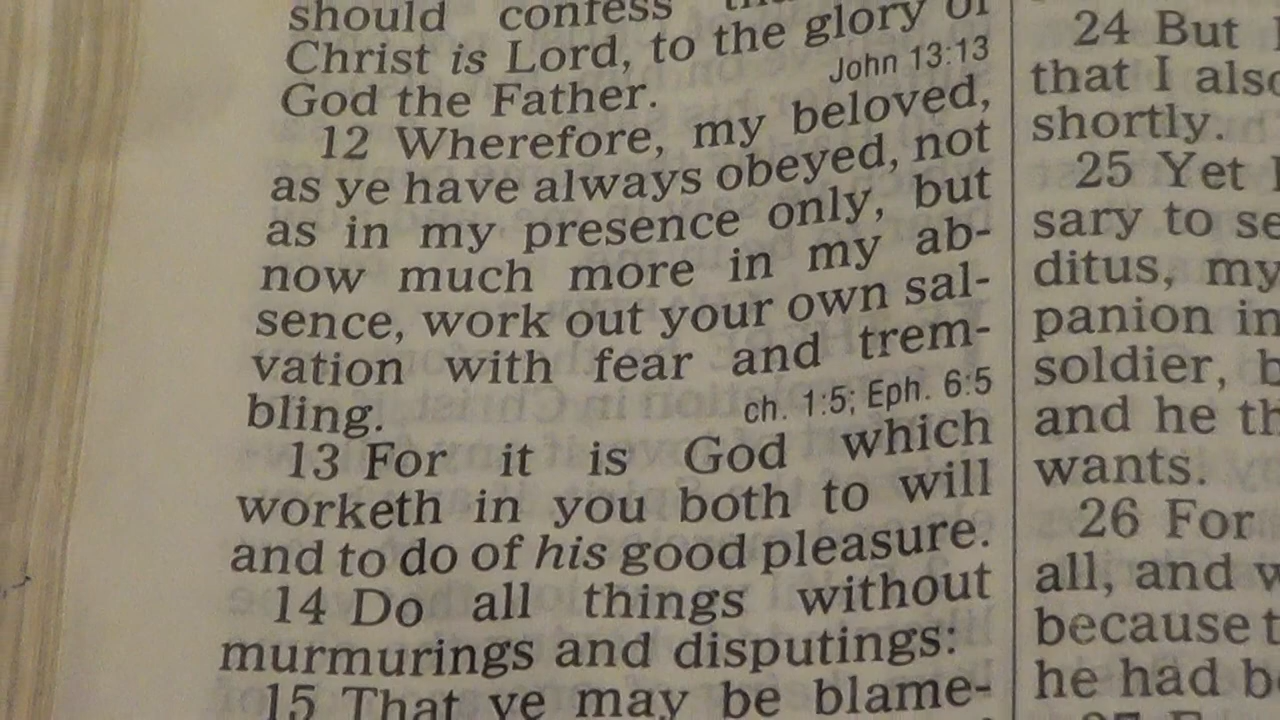 should confess
Christ is Lord, to the glory of
John 13:13
God the Father.
12 Wherefore, my beloved,
as ye have always obeyed, not
as in my presence only, but
now much more in my ab-
sence, work out your own sal-
vation with fear and trem-
bling.
ch. 1:5; Eph. 6:5
13 For it is God which
worketh in you both to will
and to do of his good pleasure.
14 Do all things without
murmurings and disputings:
15 That ye may be blame-
24 But
that I also
shortly.
25 Yet
sary to se
ditus, my
panion in
soldier, b
and he th
wants.
26 For
all, and w
because t
he had b